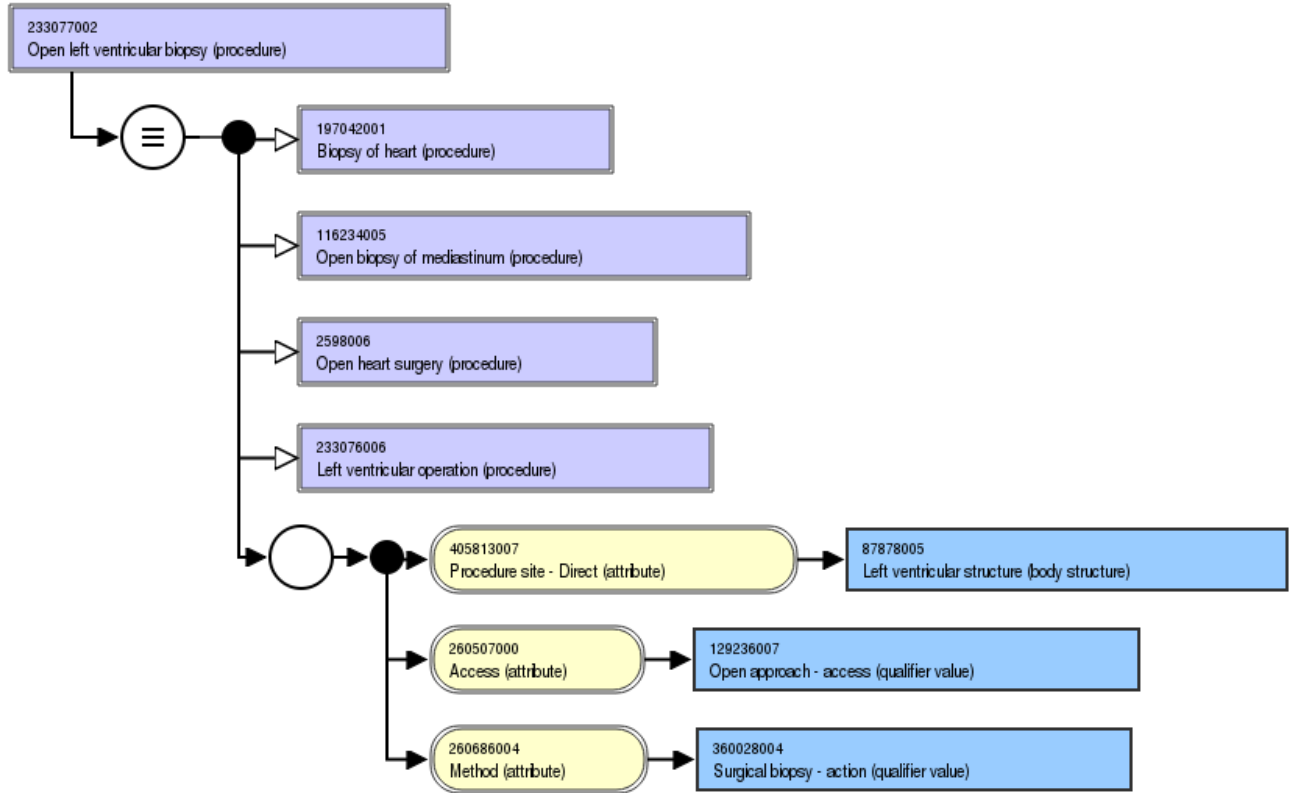 233077002
Open left ventricular biopsy (procedure)
197042001
Biopsy of heart (procedure)
116234005
Open biopsy of mediastinum (procedure)
2598006
Open heart surgery (procedure)
233076006
Left ventricular operation (procedure)
405813007
Procedure site - Direct (attribute)
87878005
Left ventricular structure (body structure)
260507000
Access (attribute)
129236007
Open approach - access (qualifier value)
260686004
Method (attribute)
360028004
Surgical biopsy - action (qualifier value)